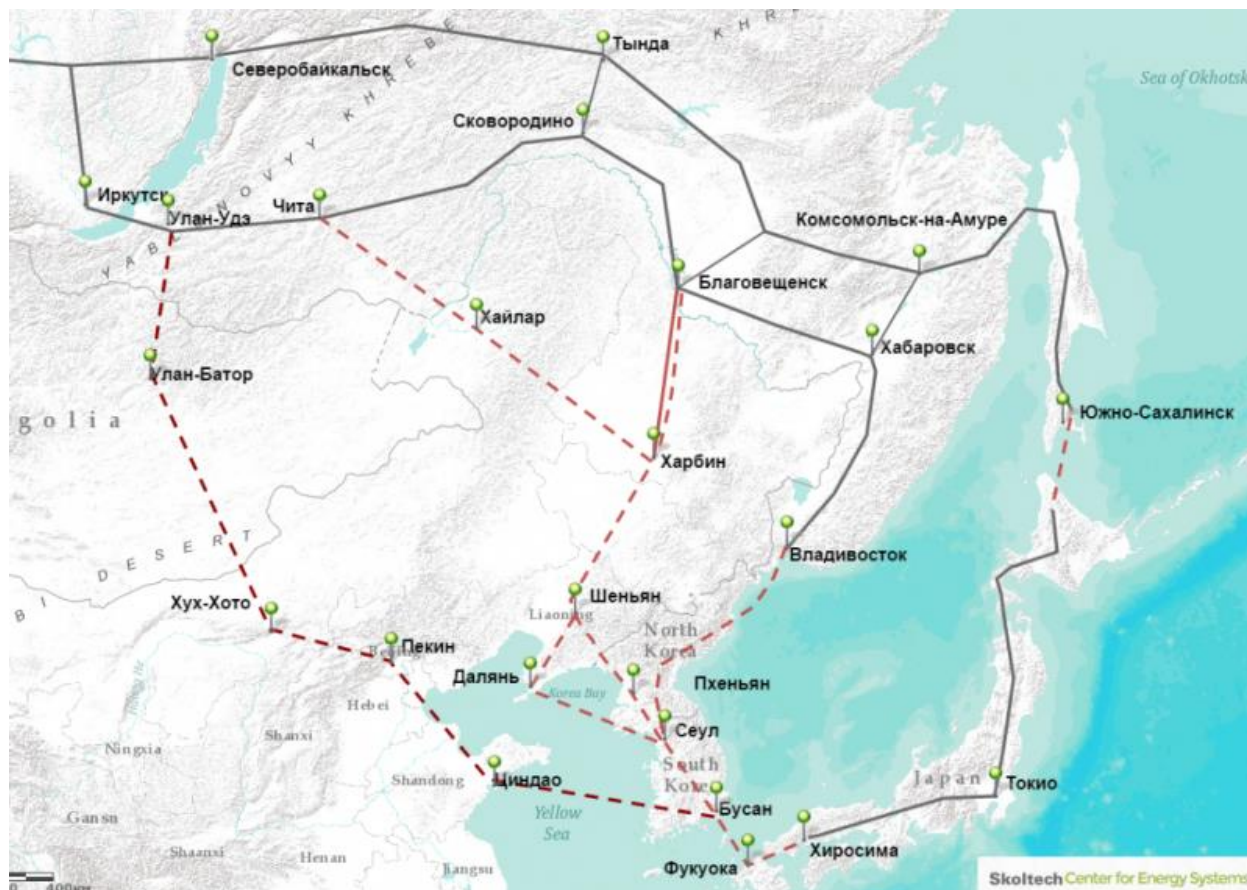 K H R E
K H R E B E
Тында
Северобайкальск
Sea of Okhotsk
Сковородино
Y Y
N O V
Иркутск
Улан-Удэ
Чита
Y A B
Комсомольск-на-Амуре
Благовещенск
Хайлар
Хабаровск
Улан-Батор
g o l i a
Южно-Сахалинск
Харбин
B I D E S E R T
Владивосток
Хух-Хото
Шеньян
Liaoning
North
Korea
Пекин
Далянь
Korea Bay
Пхеньян
Hebei
Сеул
Shanxi
Ningxia
South
Циндао
Shandong
Japan
Токио
Бусан
Yellow
Sea
Gansu
Хиросима
Shaanxi
Henan
Фукуока
Jiangsu
Skoltech Center for Energy Systems